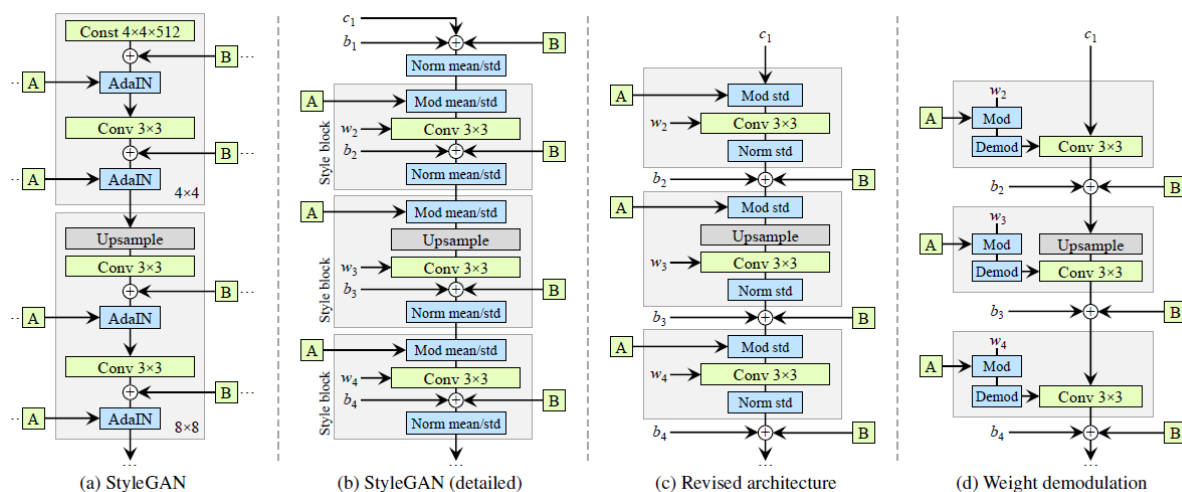 Const 4×4×512
B ...
... A
AdaIN
Conv 3×3
B ...
... A
AdaIN
4×4
Upsample
Conv 3×3
B ...
... A
AdaIN
Conv 3×3
B ...
... A
AdaIN
8×8
...
(a) StyleGAN
c1
b1
B
Norm mean/std
Style block
A
Mod mean/std
w2
Conv 3×3
b2
B
Norm mean/std
Style block
A
Mod mean/std
Upsample
w3
Conv 3×3
b3
B
Norm mean/std
Style block
A
Mod mean/std
w4
Conv 3×3
b4
B
Norm mean/std
...
(b) StyleGAN (detailed)
c1
A
Mod std
w2
Conv 3×3
Norm std
b2
B
A
Mod std
Upsample
w3
Conv 3×3
Norm std
b3
B
A
Mod std
w4
Conv 3×3
Norm std
b4
B
...
(c) Revised architecture
c1
w2
A
Mod
Demod
Conv 3×3
b2
B
w3
A
Mod
Upsample
Demod
Conv 3×3
b3
B
w4
A
Mod
Demod
Conv 3×3
b4
B
...
(d) Weight demodulation